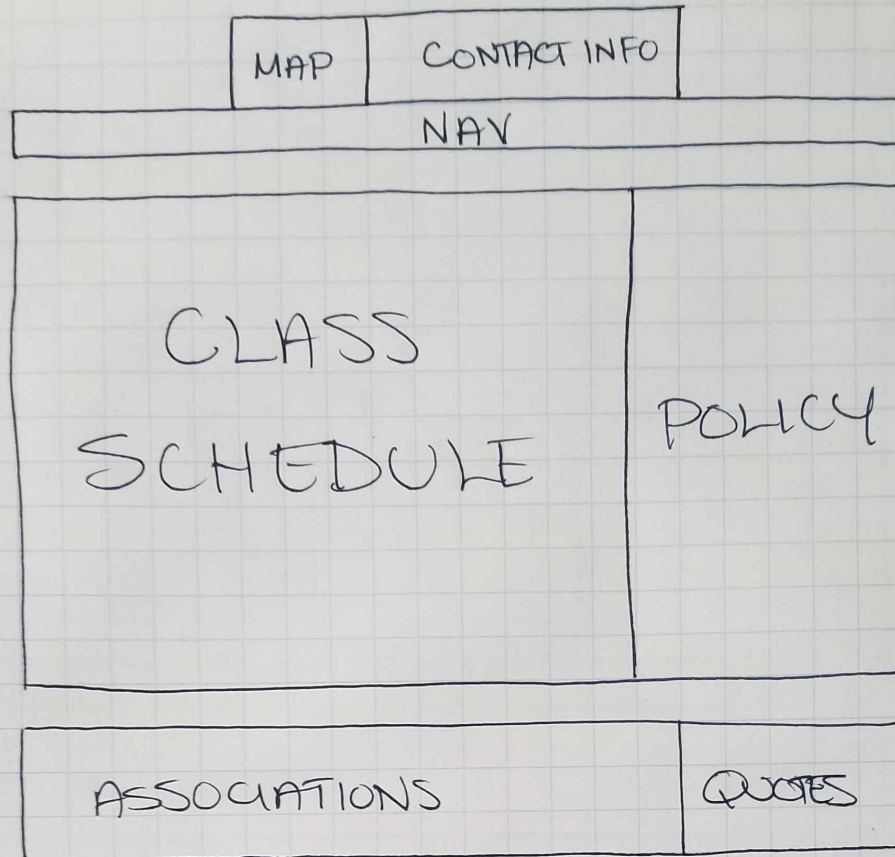 MAP
CONTACT INFO
NAV
CLASS
SCHEDULE
POLICY
ASSOCIATIONS
QUOTES